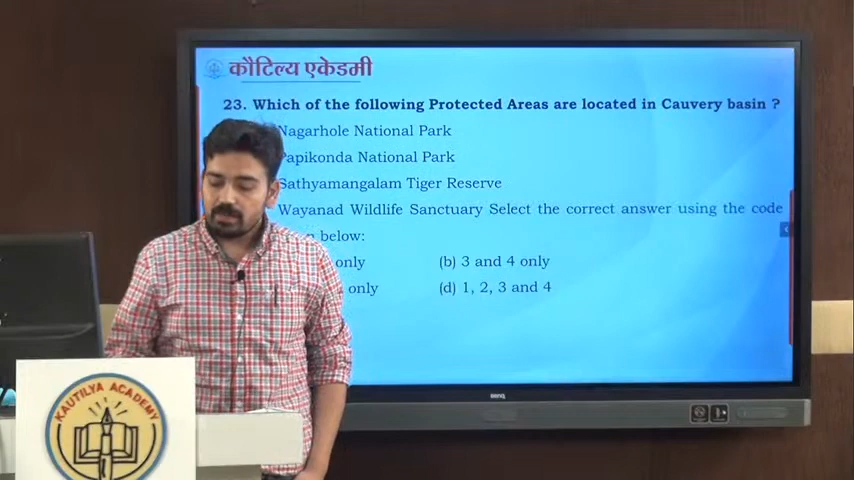 कौटिल्य एकेडमी
23. Which of the following Protected Areas are located in Cauvery basin ?
Nagarhole National Park
Papikonda National Park
Sathyamangalam Tiger Reserve
Wayanad Wildlife Sanctuary Select the correct answer using the code
below:
only (b) 3 and 4 only
only (d) 1, 2, 3 and 4
BenQ
KAUTILYA ACADEMY